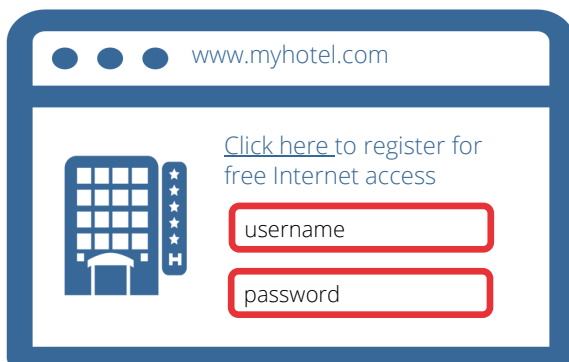 www.myhotel.com
Click here to register for
free Internet access
H
username
password